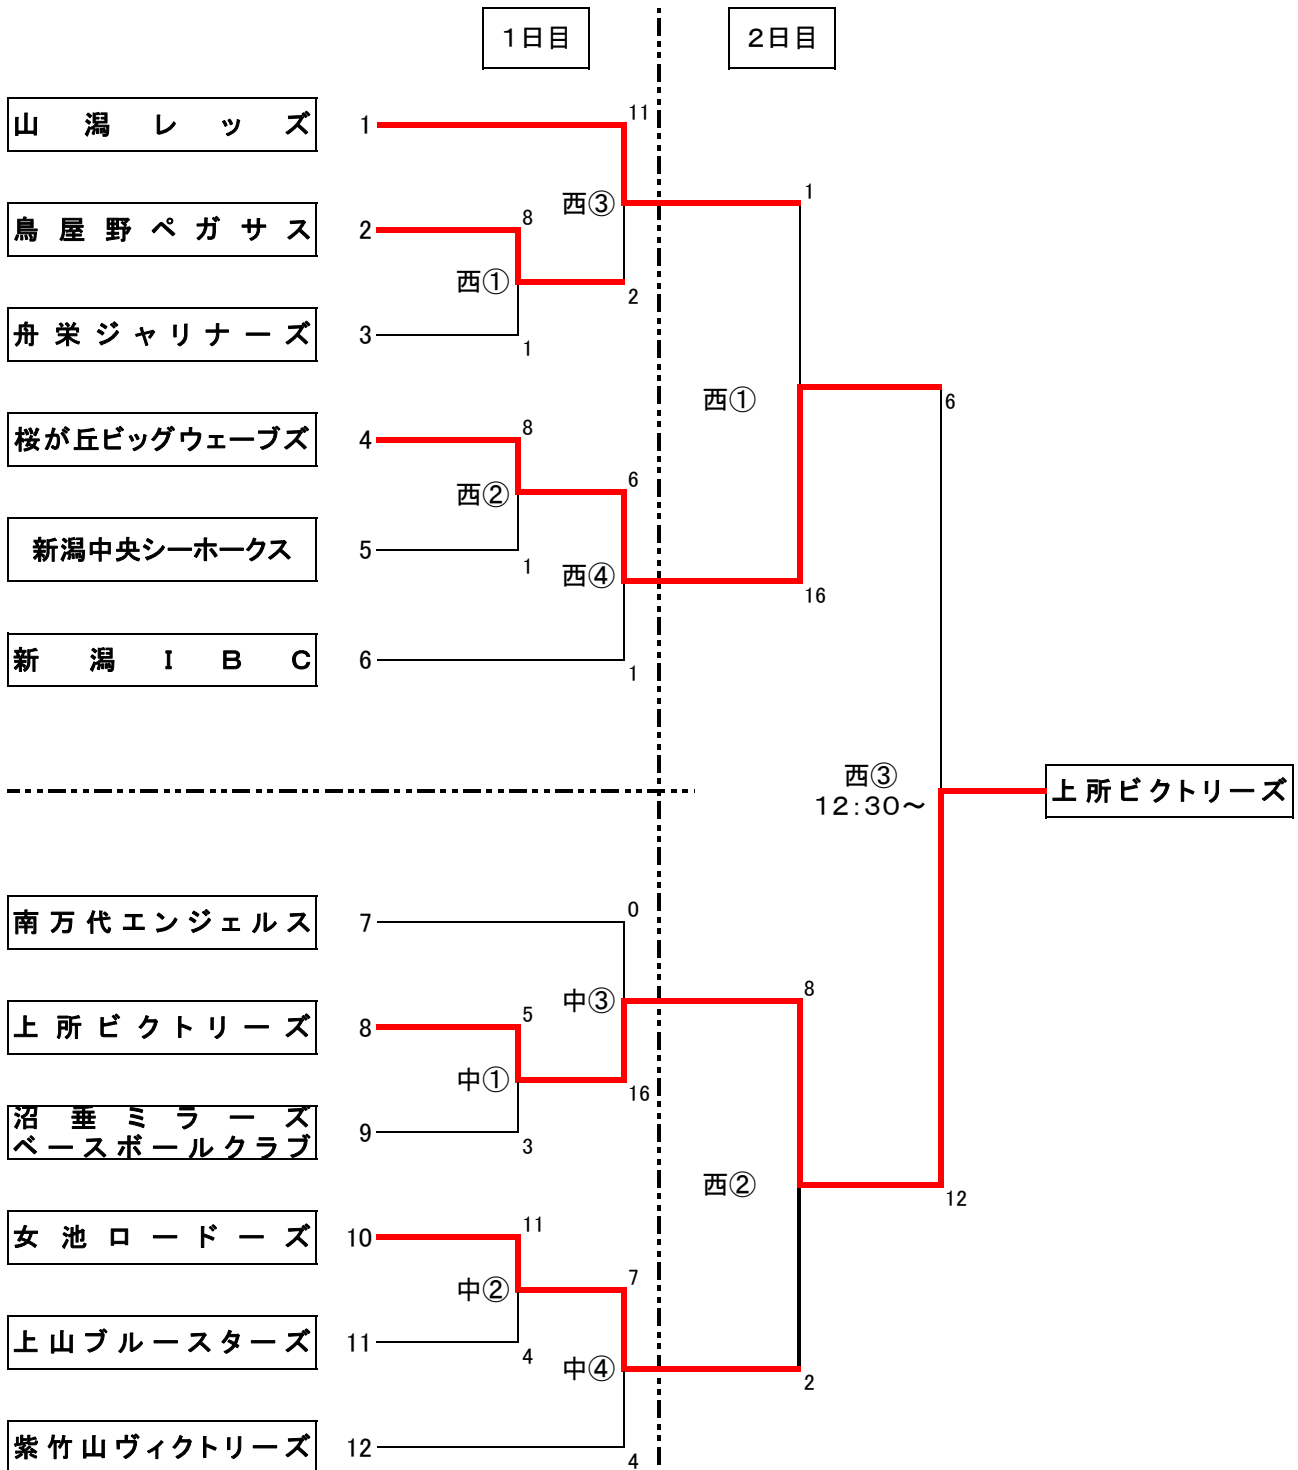 1日目
2日目
山潟レッズ
1
11
鳥屋野ペガサス
2
8
西①
西③
1
2
舟栄ジャリナーズ
3
1
西①
6
桜が丘ビッグウェーブズ
4
8
西②
6
新潟中央シーホークス
5
1
西④
16
新潟IBC
6
1
西③
12:30～
上所ビクトリーズ
南万代エンジェルス
7
0
中③
8
上所ビクトリーズ
8
5
中①
16
沼垂ミラーズ
ベースボールクラブ
9
3
西②
12
女池ロードーズ
10
11
中②
7
上山ブルースターズ
11
4
中④
2
紫竹山ヴィクトリーズ
12
4